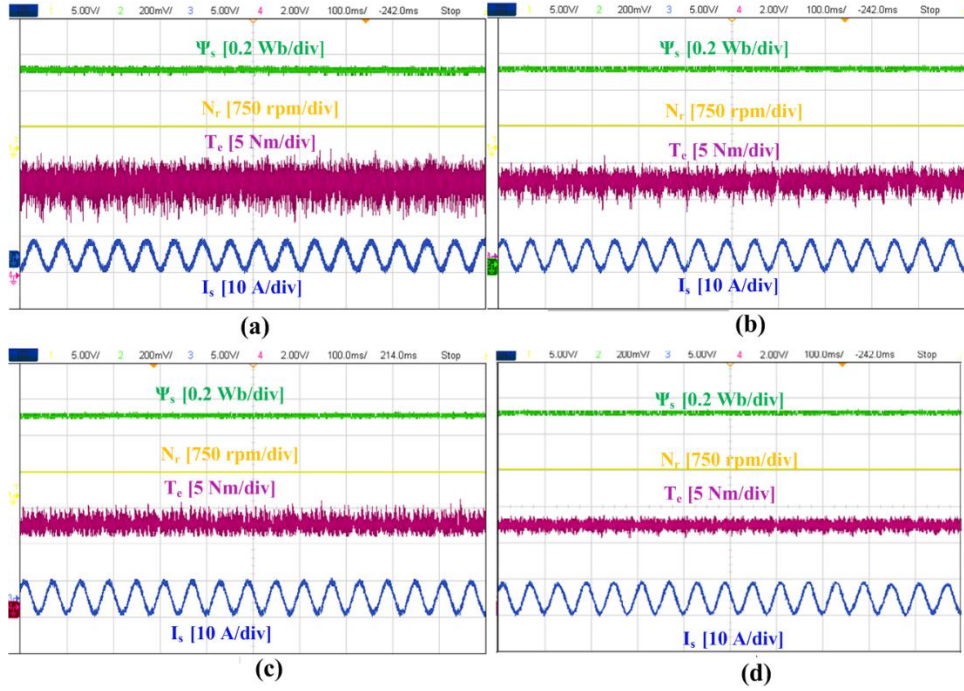 1 5.00V/ 2 200mV/ 3 5.00V/ 4 2.00V/ 100.0ms/ -242.0ms Stop
Ψs [0.2 Wb/div]
Nr [750 rpm/div]
Te [5 Nm/div]
Is [10 A/div]
(a)
1 5.00V/ 2 200mV/ 3 5.00V/ 4 2.00V/ 100.0ms/ -242.0ms Stop
Ψs [0.2 Wb/div]
Nr [750 rpm/div]
Te [5 Nm/div]
Is [10 A/div]
(b)
1 5.00V/ 2 200mV/ 3 5.00V/ 4 2.00V/ 100.0ms/ 214.0ms Stop
Ψs [0.2 Wb/div]
Nr [750 rpm/div]
Te [5 Nm/div]
Is [10 A/div]
(c)
1 5.00V/ 2 200mV/ 3 5.00V/ 4 2.00V/ 100.0ms/ -242.0ms Stop
Ψs [0.2 Wb/div]
Nr [750 rpm/div]
Te [5 Nm/div]
Is [10 A/div]
(d)